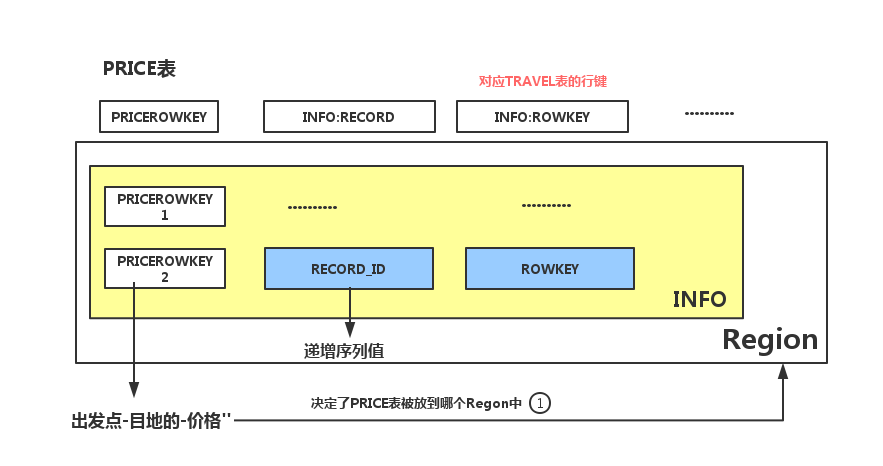 PRICE表
对应TRAVEL表的行键
PRICEROWKEY
INFO:RECORD
INFO:ROWKEY
..........
PRICEROWKEY
1
..........
..........
PRICEROWKEY
2
RECORD_ID
ROWKEY
INFO
Region
递增序列值
决定了PRICE表被放到哪个Regon中 1
出发点-目地的-价格"